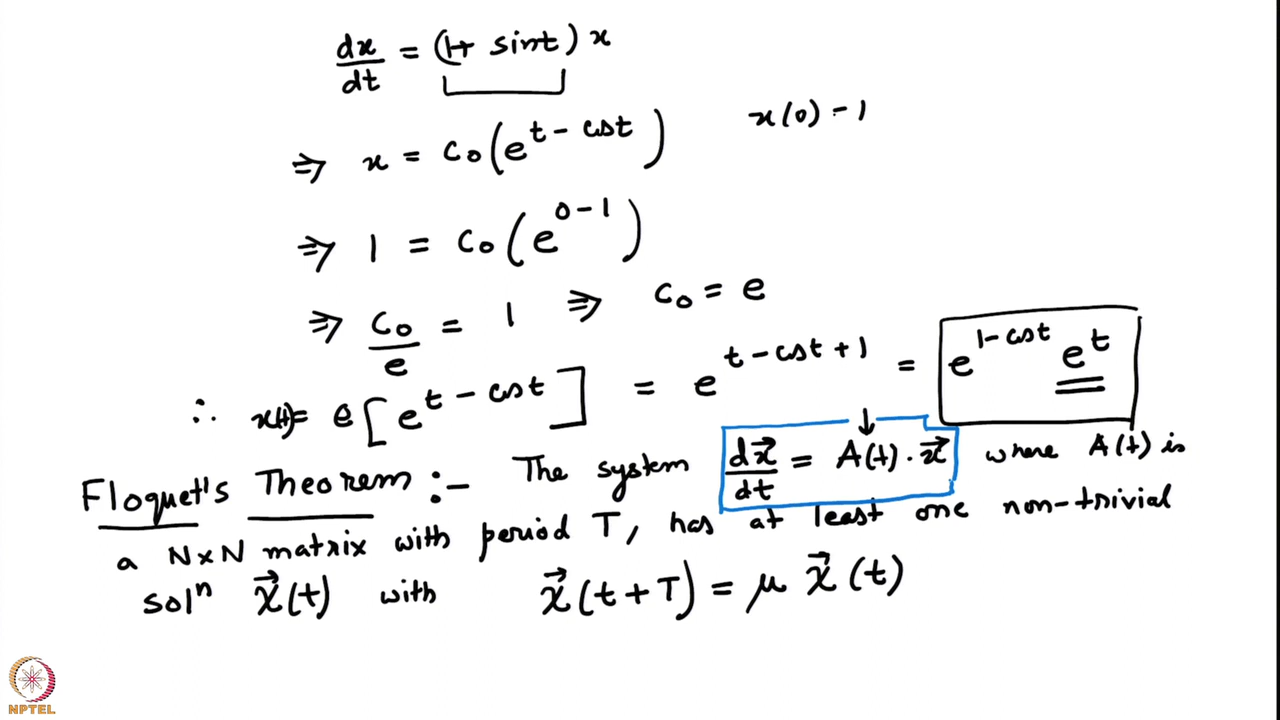 dx/dt = (1+ sint) x
⇒ x = c₀(e^{t - cost}) x(0) - 1
⇒ 1 = c₀(e^{0-1})
⇒ c₀/e = 1 ⇒ c₀ = e
∴ x(t) = e[e^{t - cost}] = e^{t - cost + 1} = e^{1 - cost} e^t
Floquet's Theorem :- The system dx⃗/dt = A(t) · x⃗ where A(t) is
a N×N matrix with period T, has at least one non-trivial
solⁿ x⃗(t) with x⃗(t+T) = μ x⃗(t)
NPTEL